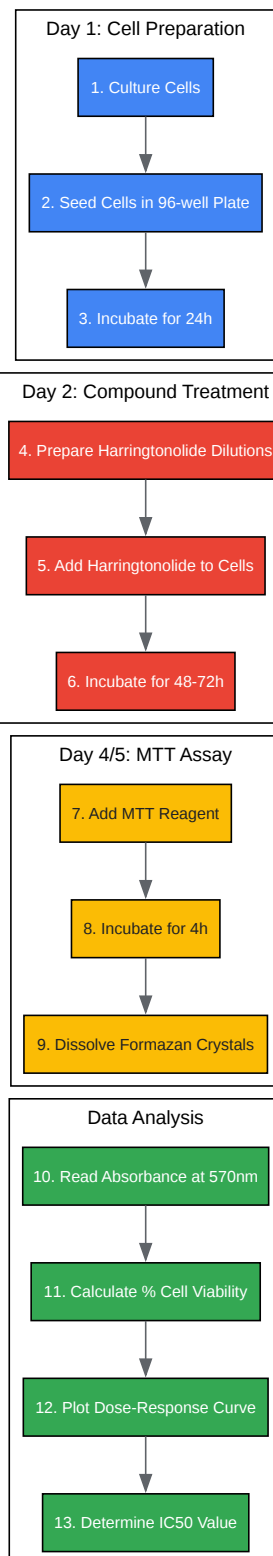 Day 1: Cell Preparation
1. Culture Cells
2. Seed Cells in 96-well Plate
3. Incubate for 24h
Day 2: Compound Treatment
4. Prepare Harringtonolide Dilutions
5. Add Harringtonolide to Cells
6. Incubate for 48-72h
Day 4/5: MTT Assay
7. Add MTT Reagent
8. Incubate for 4h
9. Dissolve Formazan Crystals
Data Analysis
10. Read Absorbance at 570nm
11. Calculate % Cell Viability
12. Plot Dose-Response Curve
13. Determine IC50 Value